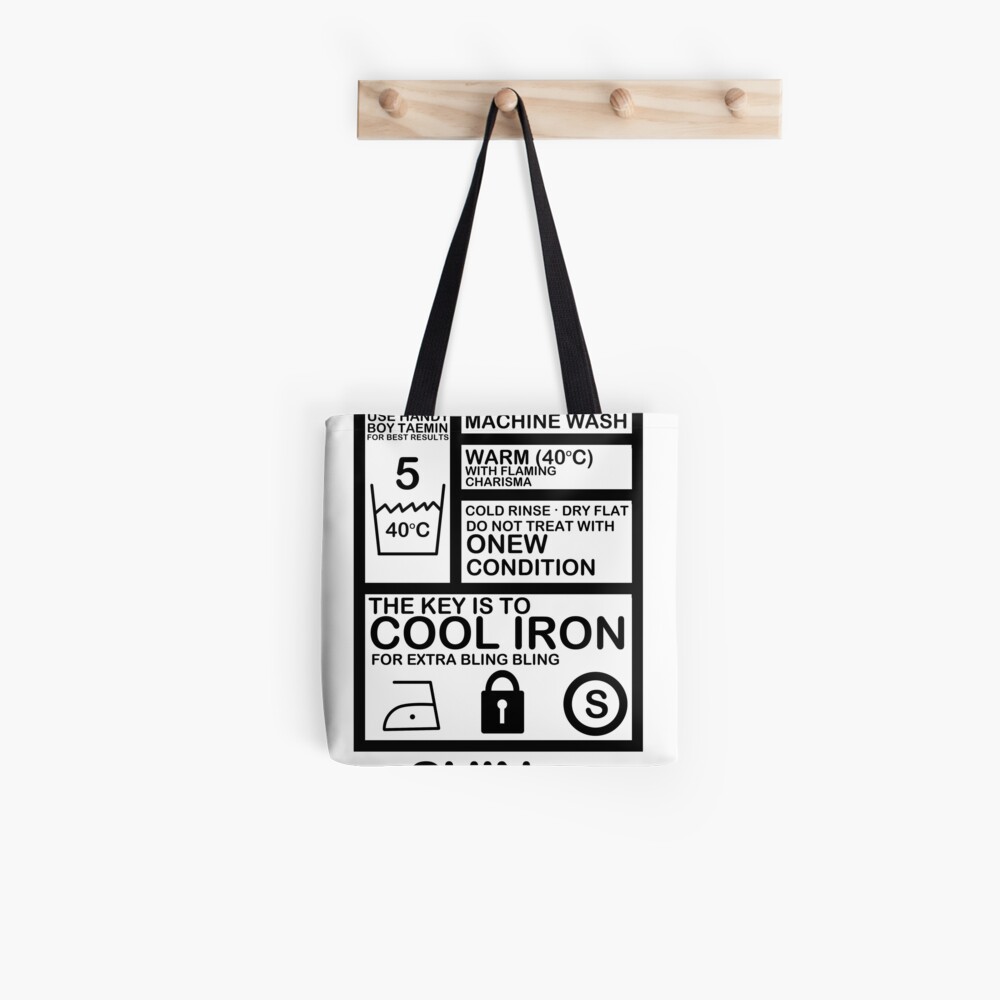 USE HANDY
BOY TAEMIN
FOR BEST RESULTS
5
40°C
MACHINE WASH
WARM (40°C)
WITH FLAMING
CHARISMA
COLD RINSE · DRY FLAT
DO NOT TREAT WITH
ONEW
CONDITION
THE KEY IS TO
COOL IRON
FOR EXTRA BLING BLING
S